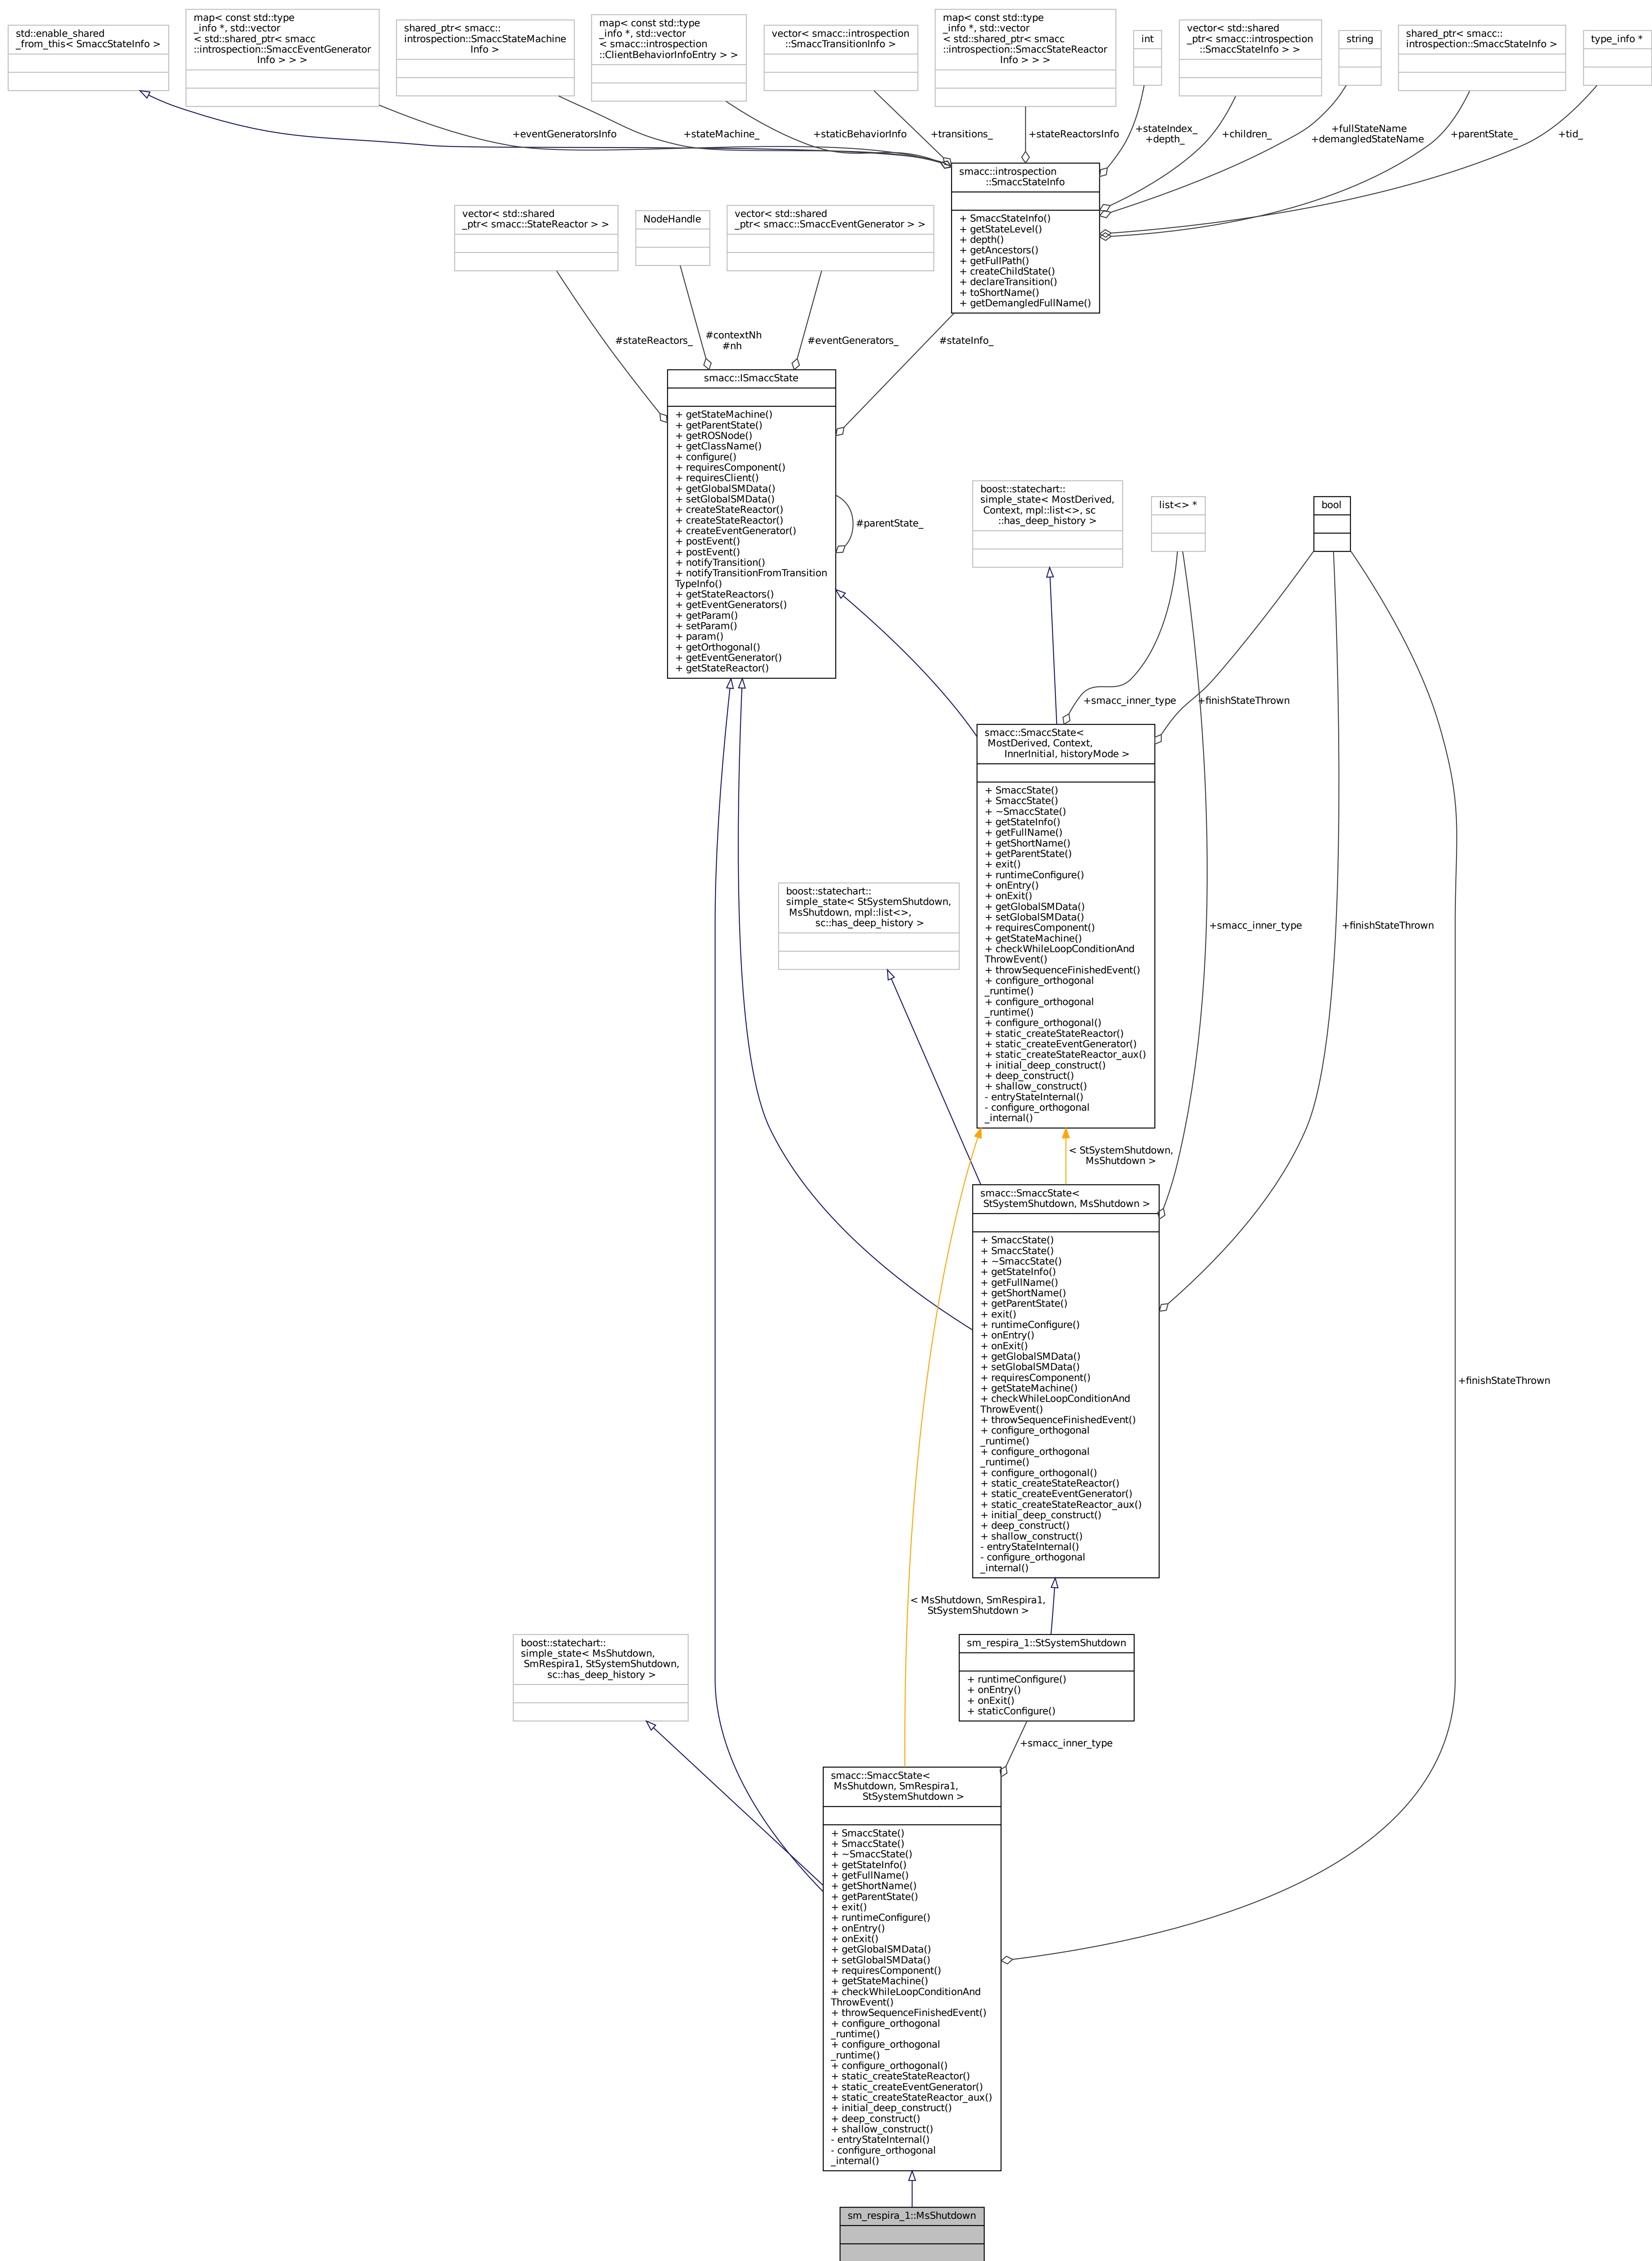 std::enable_shared
_from_this< SmaccStateInfo >
map< const std::type
_info *, std::vector
< std::shared_ptr< smacc
::introspection::SmaccEventGenerator
Info > > >
shared_ptr< smacc::
introspection::SmaccStateMachine
Info >
map< const std::type
_info *, std::vector
< smacc::introspection
::ClientBehaviorInfoEntry > >
vector< smacc::introspection
::SmaccTransitionInfo >
map< const std::type
_info *, std::vector
< std::shared_ptr< smacc
::introspection::SmaccStateReactor
Info > > >
int
vector< std::shared
_ptr< smacc::introspection
::SmaccStateInfo > >
string
shared_ptr< smacc::
introspection::SmaccStateInfo >
type_info *
+eventGeneratorsInfo
+stateMachine_
+staticBehaviorInfo
+transitions_
+stateReactorsInfo
+stateIndex_
+depth_
+children_
+fullStateName
+demangledStateName
+parentState_
+tid_
smacc::introspection
::SmaccStateInfo
+ SmaccStateInfo()
+ getStateLevel()
+ depth()
+ getAncestors()
+ getFullPath()
+ createChildState()
+ declareTransition()
+ toShortName()
+ getDemangledFullName()
vector< std::shared
_ptr< smacc::StateReactor > >
NodeHandle
vector< std::shared
_ptr< smacc::SmaccEventGenerator > >
#stateReactors_
#contextNh
#nh
#eventGenerators_
#stateInfo_
smacc::ISmaccState
+ getStateMachine()
+ getParentState()
+ getROSNode()
+ getClassName()
+ configure()
+ requiresComponent()
+ requiresClient()
+ getGlobalSMData()
+ setGlobalSMData()
+ createStateReactor()
+ createStateReactor()
+ createEventGenerator()
+ postEvent()
+ postEvent()
+ notifyTransition()
+ notifyTransitionFromTransition
TypeInfo()
+ getStateReactors()
+ getEventGenerators()
+ getParam()
+ setParam()
+ param()
+ getOrthogonal()
+ getEventGenerator()
+ getStateReactor()
#parentState_
boost::statechart::
simple_state< MostDerived,
Context, mpl::list<>, sc
::has_deep_history >
list<> *
bool
+smacc_inner_type
+finishStateThrown
smacc::SmaccState<
MostDerived, Context,
InnerInitial, historyMode >
+ SmaccState()
+ SmaccState()
+ ~SmaccState()
+ getStateInfo()
+ getFullName()
+ getShortName()
+ getParentState()
+ exit()
+ runtimeConfigure()
+ onEntry()
+ onExit()
+ getGlobalSMData()
+ setGlobalSMData()
+ requiresComponent()
+ getStateMachine()
+ checkWhileLoopConditionAnd
ThrowEvent()
+ throwSequenceFinishedEvent()
+ configure_orthogonal
_runtime()
+ configure_orthogonal
_runtime()
+ configure_orthogonal()
+ static_createStateReactor()
+ static_createEventGenerator()
+ static_createStateReactor_aux()
+ initial_deep_construct()
+ deep_construct()
+ shallow_construct()
- entryStateInternal()
- configure_orthogonal
_internal()
boost::statechart::
simple_state< StSystemShutdown,
MsShutdown, mpl::list<>,
sc::has_deep_history >
+smacc_inner_type
+finishStateThrown
< StSystemShutdown,
MsShutdown >
smacc::SmaccState<
StSystemShutdown, MsShutdown >
+ SmaccState()
+ SmaccState()
+ ~SmaccState()
+ getStateInfo()
+ getFullName()
+ getShortName()
+ getParentState()
+ exit()
+ runtimeConfigure()
+ onEntry()
+ onExit()
+ getGlobalSMData()
+ setGlobalSMData()
+ requiresComponent()
+ getStateMachine()
+ checkWhileLoopConditionAnd
ThrowEvent()
+ throwSequenceFinishedEvent()
+ configure_orthogonal
_runtime()
+ configure_orthogonal
_runtime()
+ configure_orthogonal()
+ static_createStateReactor()
+ static_createEventGenerator()
+ static_createStateReactor_aux()
+ initial_deep_construct()
+ deep_construct()
+ shallow_construct()
- entryStateInternal()
- configure_orthogonal
_internal()
+finishStateThrown
< MsShutdown, SmRespira1,
StSystemShutdown >
boost::statechart::
simple_state< MsShutdown,
SmRespira1, StSystemShutdown,
sc::has_deep_history >
sm_respira_1::StSystemShutdown
+ runtimeConfigure()
+ onEntry()
+ onExit()
+ staticConfigure()
+smacc_inner_type
smacc::SmaccState<
MsShutdown, SmRespira1,
StSystemShutdown >
+ SmaccState()
+ SmaccState()
+ ~SmaccState()
+ getStateInfo()
+ getFullName()
+ getShortName()
+ getParentState()
+ exit()
+ runtimeConfigure()
+ onEntry()
+ onExit()
+ getGlobalSMData()
+ setGlobalSMData()
+ requiresComponent()
+ getStateMachine()
+ checkWhileLoopConditionAnd
ThrowEvent()
+ throwSequenceFinishedEvent()
+ configure_orthogonal
_runtime()
+ configure_orthogonal
_runtime()
+ configure_orthogonal()
+ static_createStateReactor()
+ static_createEventGenerator()
+ static_createStateReactor_aux()
+ initial_deep_construct()
+ deep_construct()
+ shallow_construct()
- entryStateInternal()
- configure_orthogonal
_internal()
sm_respira_1::MsShutdown